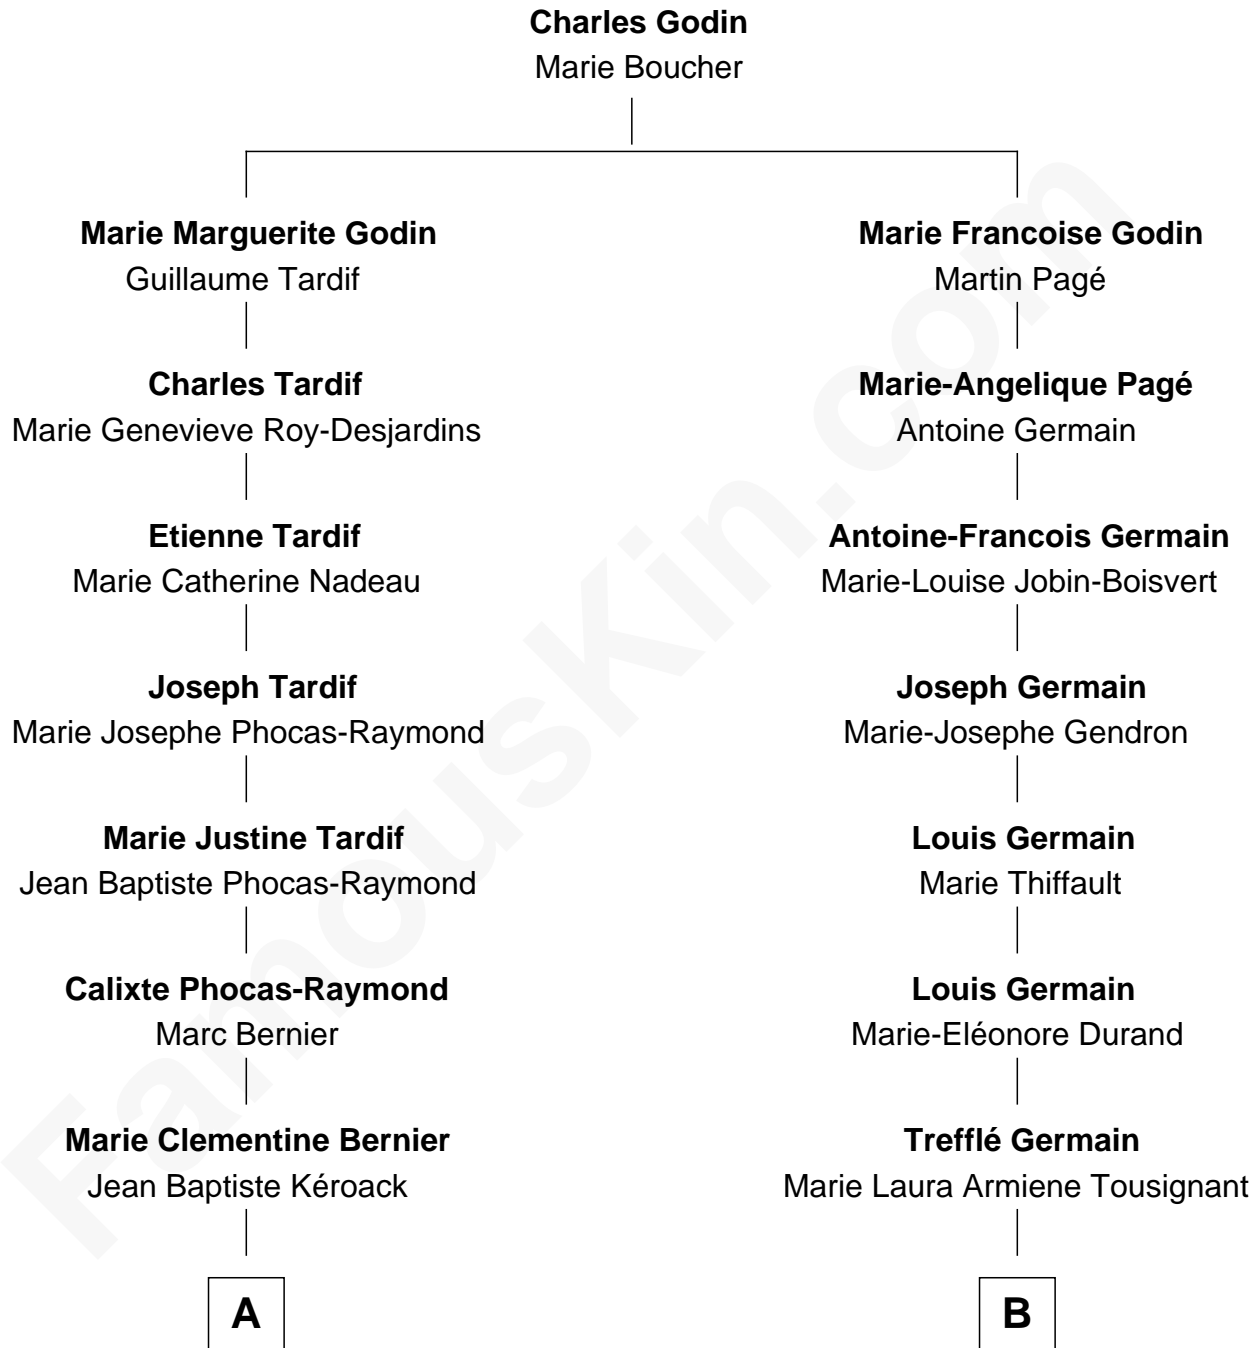 Charles Godin
Marie Boucher
Marie Marguerite Godin
Guillaume Tardif
Charles Tardif
Marie Genevieve Roy-Desjardins
Etienne Tardif
Marie Catherine Nadeau
Joseph Tardif
Marie Josephe Phocas-Raymond
Marie Justine Tardif
Jean Baptiste Phocas-Raymond
Calixte Phocas-Raymond
Marc Bernier
Marie Clementine Bernier
Jean Baptiste Kéroack
A
Marie Francoise Godin
Martin Pagé
Marie-Angelique Pagé
Antoine Germain
Antoine-Francois Germain
Marie-Louise Jobin-Boisvert
Joseph Germain
Marie-Josephe Gendron
Louis Germain
Marie Thiffault
Louis Germain
Marie-Eléonore Durand
Trefflé Germain
Marie Laura Armiene Tousignant
B
FamousKin.com